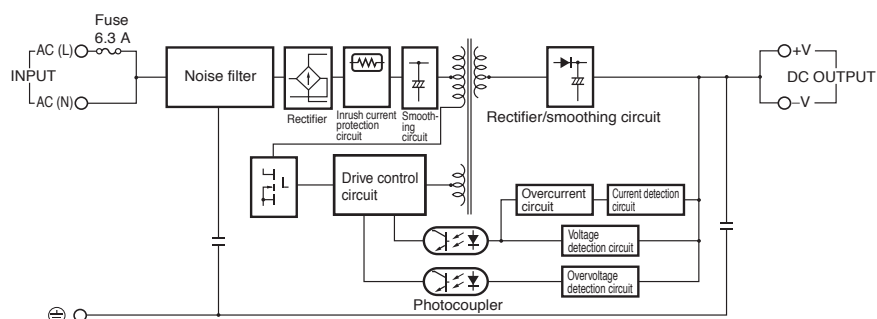 Fuse
6.3 A
AC (L)
INPUT
AC (N)
Noise filter
Rectifier
Inrush current
protection
circuit
Smooth-
ing
circuit
Rectifier/smoothing circuit
+V
DC OUTPUT
–V
Drive control
circuit
Overcurrent
circuit
Current detection
circuit
Voltage
detection circuit
Overvoltage
detection circuit
Photocoupler